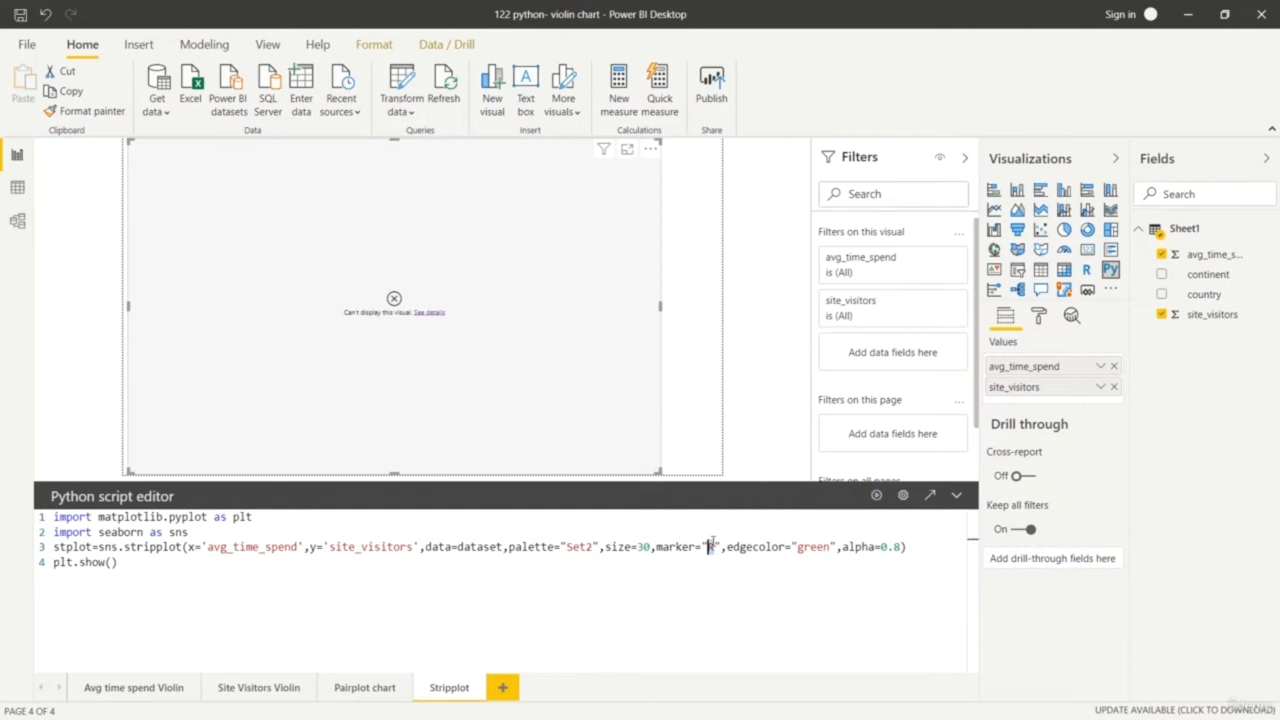 122 python- violin chart - Power BI Desktop
Sign in
File Home Insert Modeling View Help Format Data / Drill
Paste
Cut
Copy
Format painter
Clipboard
Get data
Excel
Power BI datasets
SQL Server
Enter data
Recent sources
Data
Transform data
Refresh
Queries
New visual
Text box
More visuals
Insert
New measure
Quick measure
Calculations
Publish
Share
Can't display this visual. See details
Filters
Search
Filters on this visual
...
avg_time_spend
is (All)
site_visitors
is (All)
Add data fields here
Filters on this page
...
Add data fields here
Visualizations
R
Py
Values
avg_time_spend
site_visitors
Drill through
Cross-report
Off
Keep all filters
On
Add drill-through fields here
Fields
Search
Sheet1
avg_time_s...
continent
country
site_visitors
Python script editor
1 import matplotlib.pyplot as plt
2 import seaborn as sns
3 stplot=sns.stripplot(x='avg_time_spend',y='site_visitors',data=dataset,palette="Set2",size=30,marker="",edgecolor="green",alpha=0.8)
4 plt.show()
Avg time spend Violin
Site Visitors Violin
Pairplot chart
Stripplot
+
PAGE 4 OF 4
UPDATE AVAILABLE (CLICK TO DOWNLOAD)